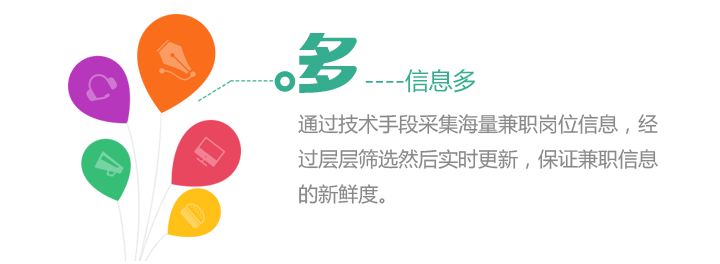 多 ----信息多
通过技术手段采集海量兼职岗位信息，经
过层层筛选然后实时更新，保证兼职信息
的新鲜度。